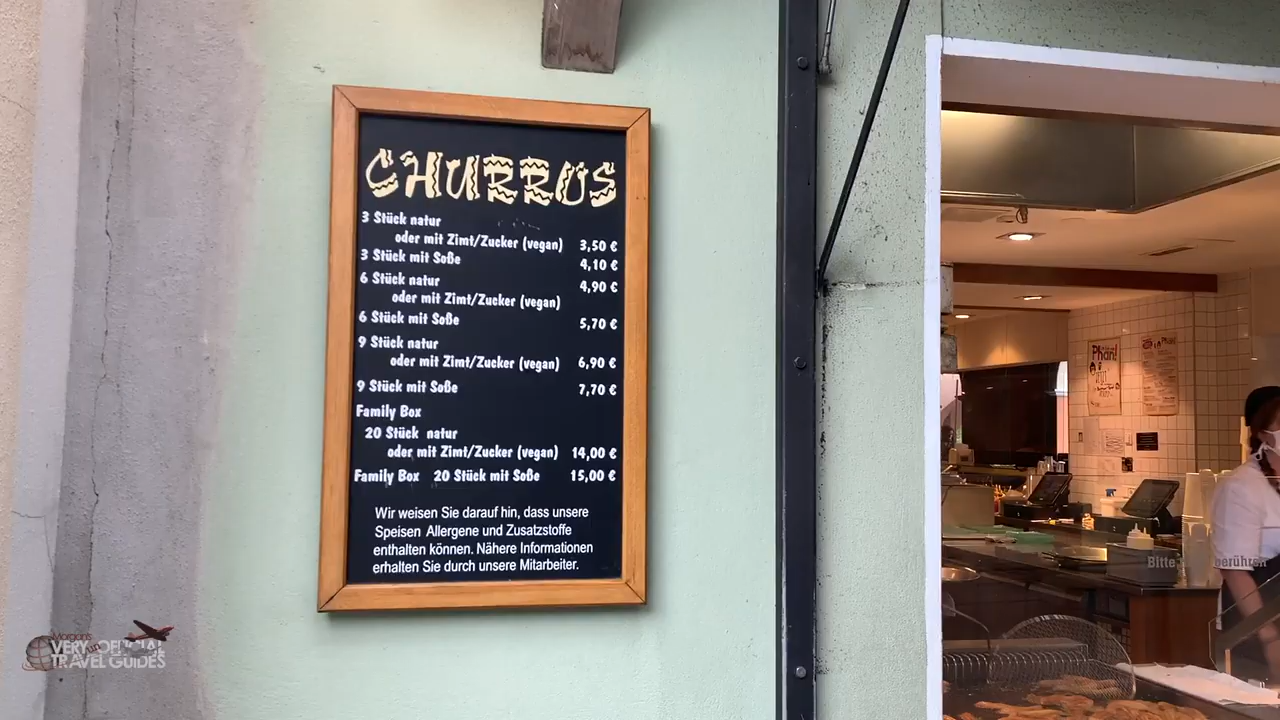 CHURROS
3 Stück natur
oder mit Zimt/Zucker (vegan) 3,50 €
3 Stück mit Soße 4,10 €
6 Stück natur 4,90 €
oder mit Zimt/Zucker (vegan)
6 Stück mit Soße 5,70 €
9 Stück natur
oder mit Zimt/Zucker (vegan) 6,90 €
9 Stück mit Soße 7,70 €
Family Box
20 Stück natur
oder mit Zimt/Zucker (vegan) 14,00 €
Family Box 20 Stück mit Soße 15,00 €
Wir weisen Sie darauf hin, dass unsere
Speisen Allergene und Zusatzstoffe
enthalten können. Nähere Informationen
erhalten Sie durch unsere Mitarbeiter.
Phan!
Bitte berühren
Morgan's
VERY unOFFICIAL
TRAVEL GUIDES